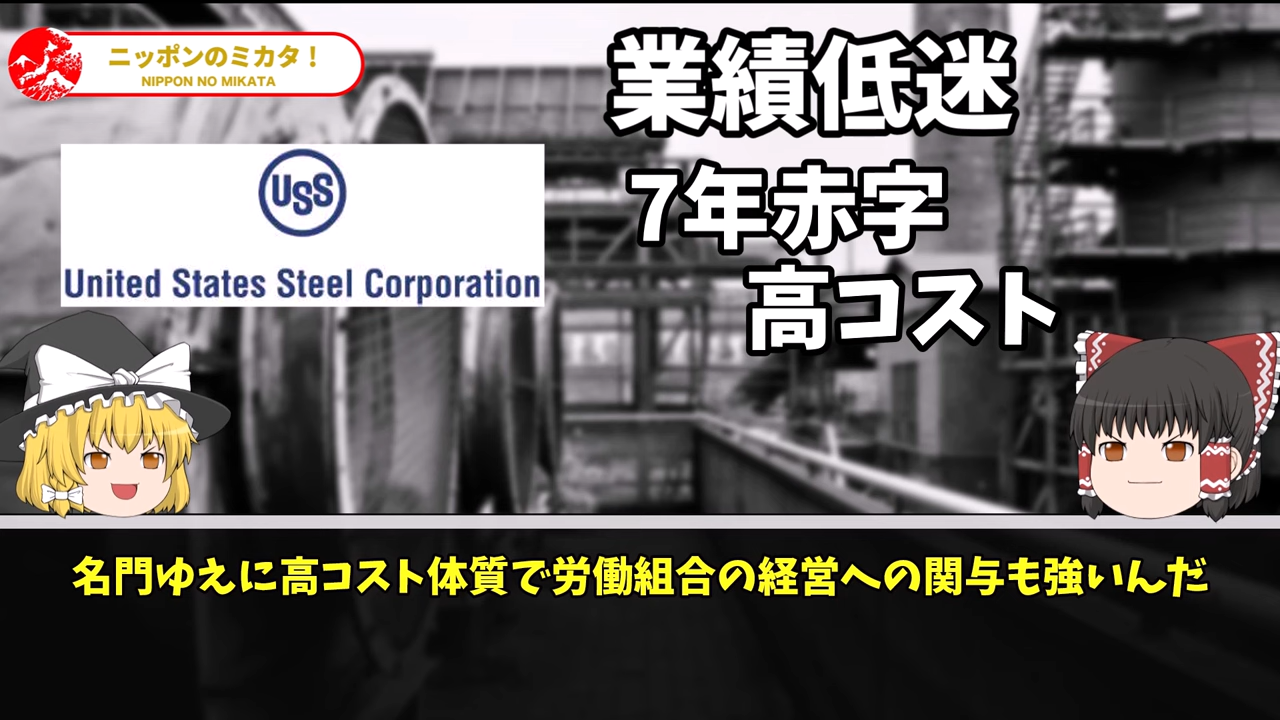 ニッポンのミカタ！
NIPPON NO MIKATA
業績低迷
7年赤字
高コスト
USS
United States Steel Corporation
名門ゆえに高コスト体質で労働組合の経営への関与も強いんだ